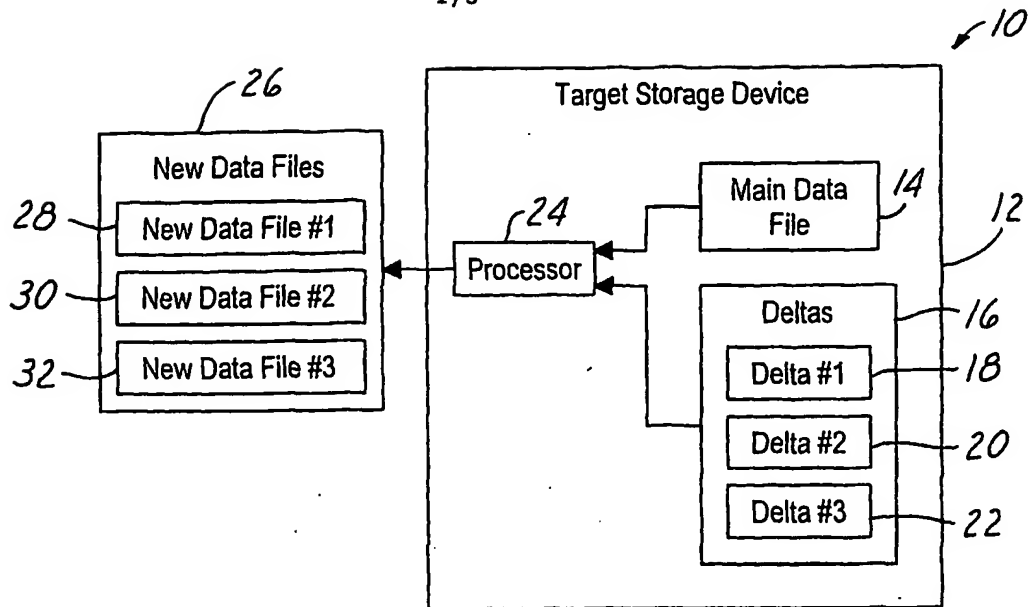 10
26
Target Storage Device
New Data Files
24
Main Data
File
14
12
28
New Data File #1
Processor
30
New Data File #2
Deltas
16
32
New Data File #3
Delta #1
18
Delta #2
20
Delta #3
22